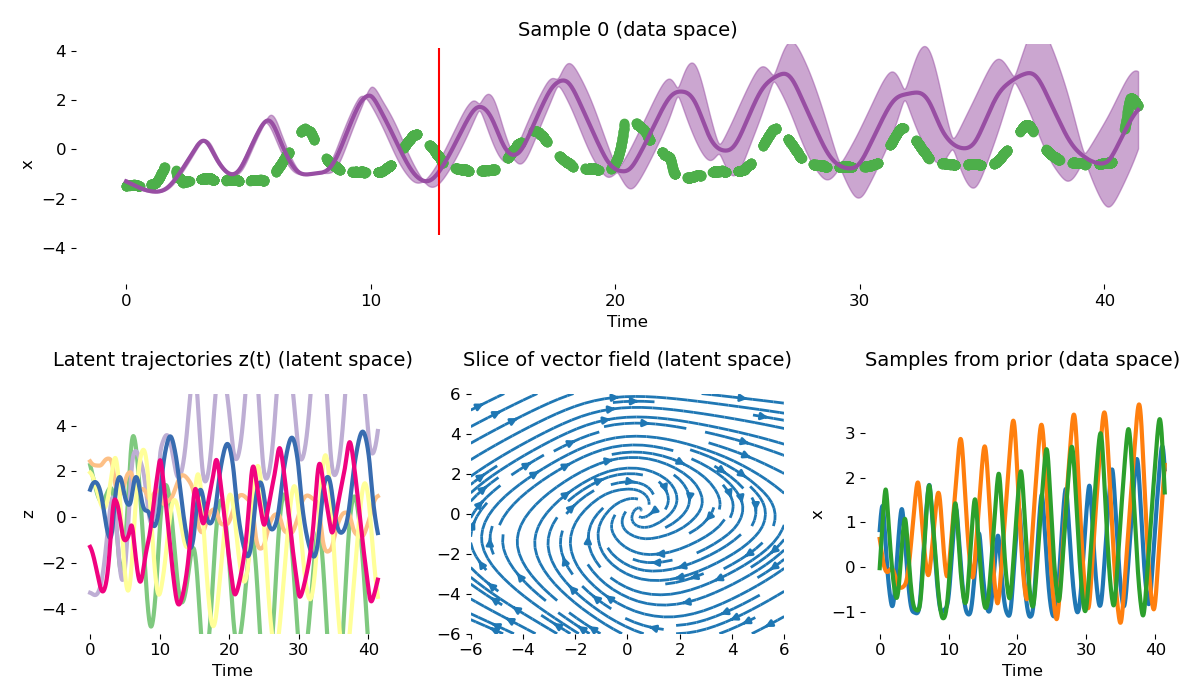 Sample 0 (data space)
4
2
0
−2
−4
x
0 10 20 30 40
Time
Latent trajectories z(t) (latent space)
4
2
0
−2
−4
z
0 10 20 30 40
Time
Slice of vector field (latent space)
6
4
2
0
−2
−4
−6
−6 −4 −2 0 2 4 6
Samples from prior (data space)
3
2
1
0
−1
x
0 10 20 30 40
Time